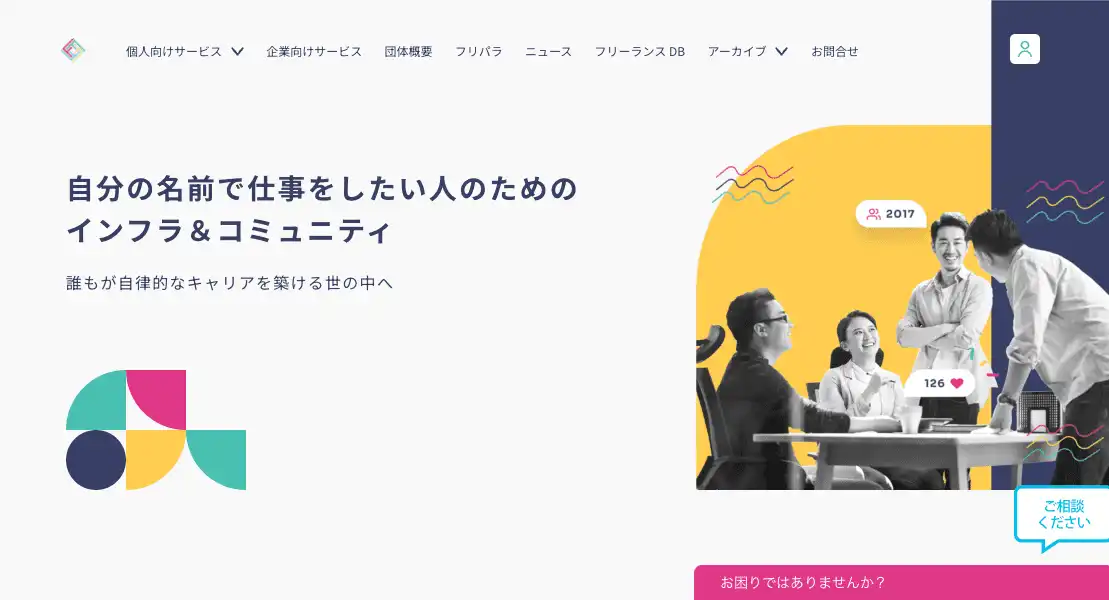 個人向けサービス
企業向けサービス
団体概要
フリパラ
ニュース
フリーランス DB
アーカイブ
お問合せ
自分の名前で仕事をしたい人のための
インフラ＆コミュニティ
誰もが自律的なキャリアを築ける世の中へ
2017
126
ご相談
ください
お困りではありませんか？